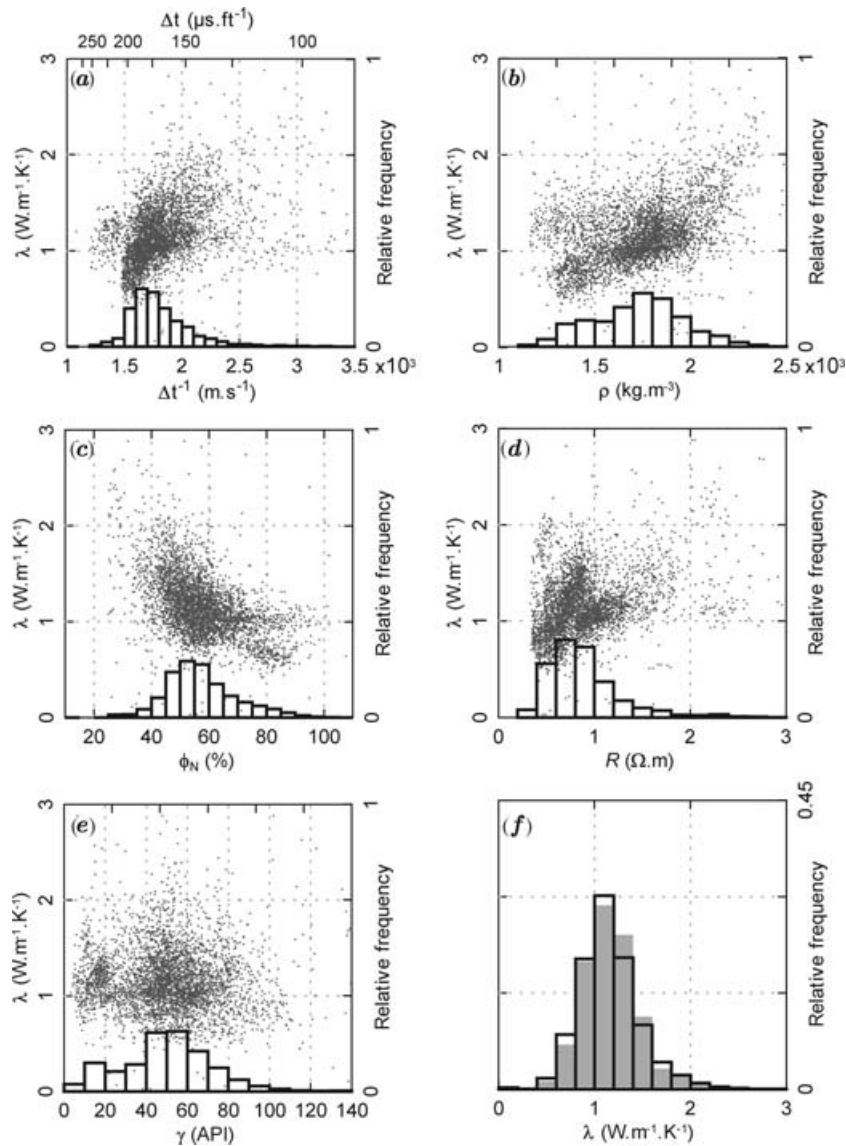 Δt (µs.ft⁻¹)
250 200 150 100
(a)
3
2
1
0
λ (W.m⁻¹.K⁻¹)
1
0
Relative frequency
1 1.5 2 2.5 3 3.5 x10³
Δt⁻¹ (m.s⁻¹)
(b)
3
2
1
0
λ (W.m⁻¹.K⁻¹)
1
0
Relative frequency
1 1.5 2 2.5 x10³
ρ (kg.m⁻³)
(c)
3
2
1
0
λ (W.m⁻¹.K⁻¹)
1
0
Relative frequency
20 40 60 80 100
ϕN (%)
(d)
3
2
1
0
λ (W.m⁻¹.K⁻¹)
1
0
Relative frequency
0 1 2 3
R (Ω.m)
(e)
3
2
1
0
λ (W.m⁻¹.K⁻¹)
1
0
Relative frequency
0 20 40 60 80 100 120 140
γ (API)
(f)
0.45
0
Relative frequency
0 1 2 3
λ (W.m⁻¹.K⁻¹)